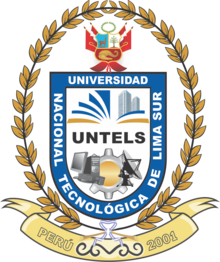 UNIVERSIDAD
NACIONAL TECNOLÓGICA DE LIMA SUR
UNTELS
PERÚ 2001